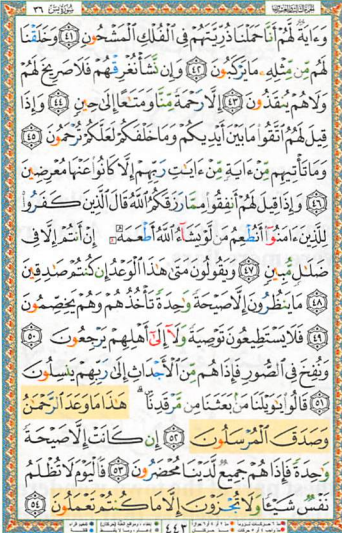 سورة يس ٣٦
وَءَايَةٌ لَّهُمْ أَنَّا حَمَلْنَا ذُرِّيَّتَهُمْ فِى ٱلْفُلْكِ ٱلْمَشْحُونِ ٤١ وَخَلَقْنَا
لَهُم مِّن مِّثْلِهِۦ مَا يَرْكَبُونَ ٤٢ وَإِن نَّشَأْ نُغْرِقْهُمْ فَلَا صَرِيخَ لَهُمْ
وَلَا هُمْ يُنقَذُونَ ٤٣ إِلَّا رَحْمَةً مِّنَّا وَمَتَـٰعًا إِلَىٰ حِينٍ ٤٤ وَإِذَا
قِيلَ لَهُمُ ٱتَّقُوا۟ مَا بَيْنَ أَيْدِيكُمْ وَمَا خَلْفَكُمْ لَعَلَّكُمْ تُرْحَمُونَ ٤٥
وَمَا تَأْتِيهِم مِّنْ ءَايَةٍ مِّنْ ءَايَـٰتِ رَبِّهِمْ إِلَّا كَانُوا۟ عَنْهَا مُعْرِضِينَ
٤٦ وَإِذَا قِيلَ لَهُمْ أَنفِقُوا۟ مِمَّا رَزَقَكُمُ ٱللَّهُ قَالَ ٱلَّذِينَ كَفَرُوا۟
لِلَّذِينَ ءَامَنُوٓا۟ أَنُطْعِمُ مَن لَّوْ يَشَآءُ ٱللَّهُ أَطْعَمَهُۥٓ إِنْ أَنتُمْ إِلَّا فِى
ضَلَـٰلٍ مُّبِينٍ ٤٧ وَيَقُولُونَ مَتَىٰ هَـٰذَا ٱلْوَعْدُ إِن كُنتُمْ صَـٰدِقِينَ
٤٨ مَا يَنظُرُونَ إِلَّا صَيْحَةً وَٰحِدَةً تَأْخُذُهُمْ وَهُمْ يَخِصِّمُونَ
٤٩ فَلَا يَسْتَطِيعُونَ تَوْصِيَةً وَلَآ إِلَىٰٓ أَهْلِهِمْ يَرْجِعُونَ ٥٠
وَنُفِخَ فِى ٱلصُّورِ فَإِذَا هُم مِّنَ ٱلْأَجْدَاثِ إِلَىٰ رَبِّهِمْ يَنسِلُونَ
٥١ قَالُوا۟ يَـٰوَيْلَنَا مَنۢ بَعَثَنَا مِن مَّرْقَدِنَا ۜ هَـٰذَا مَا وَعَدَ ٱلرَّحْمَـٰنُ
وَصَدَقَ ٱلْمُرْسَلُونَ ٥٢ إِن كَانَتْ إِلَّا صَيْحَةً
وَٰحِدَةً فَإِذَا هُمْ جَمِيعٌ لَّدَيْنَا مُحْضَرُونَ ٥٣ فَٱلْيَوْمَ لَا تُظْلَمُ
نَفْسٌ شَيْـًٔا وَلَا تُجْزَوْنَ إِلَّا مَا كُنتُمْ تَعْمَلُونَ ٥٤
٤٤٢